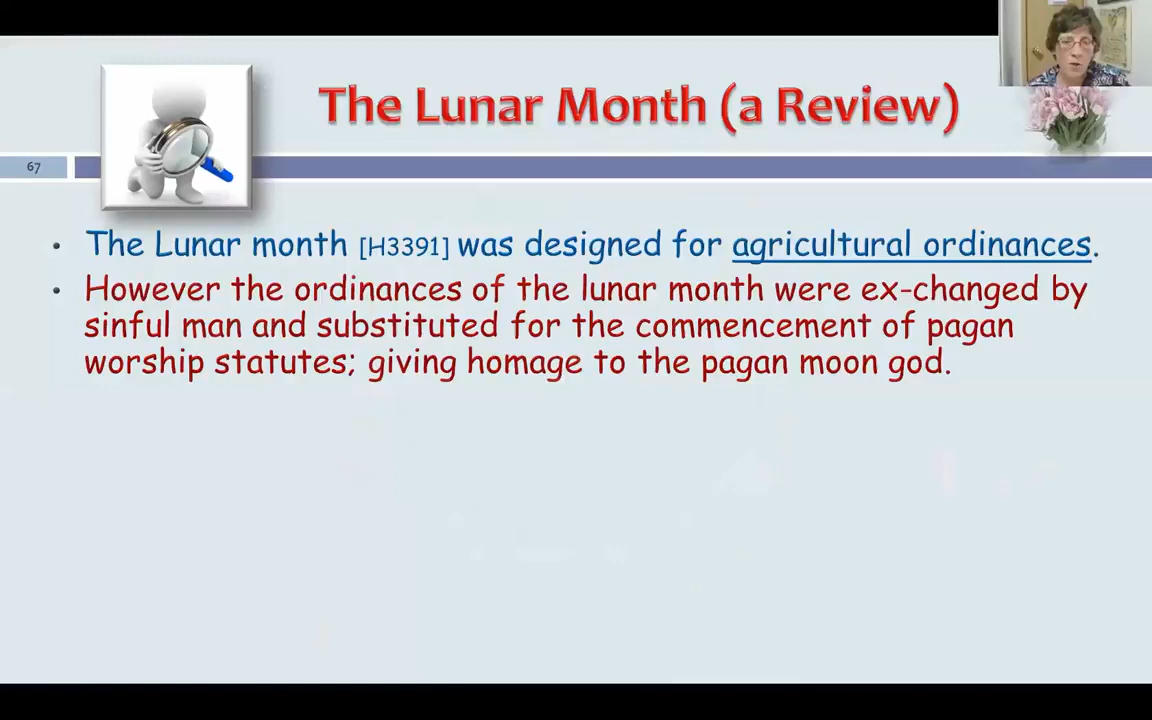 The Lunar Month (a Review)
67
• The Lunar month [H3391] was designed for agricultural ordinances.
• However the ordinances of the lunar month were ex-changed by
sinful man and substituted for the commencement of pagan
worship statutes; giving homage to the pagan moon god.